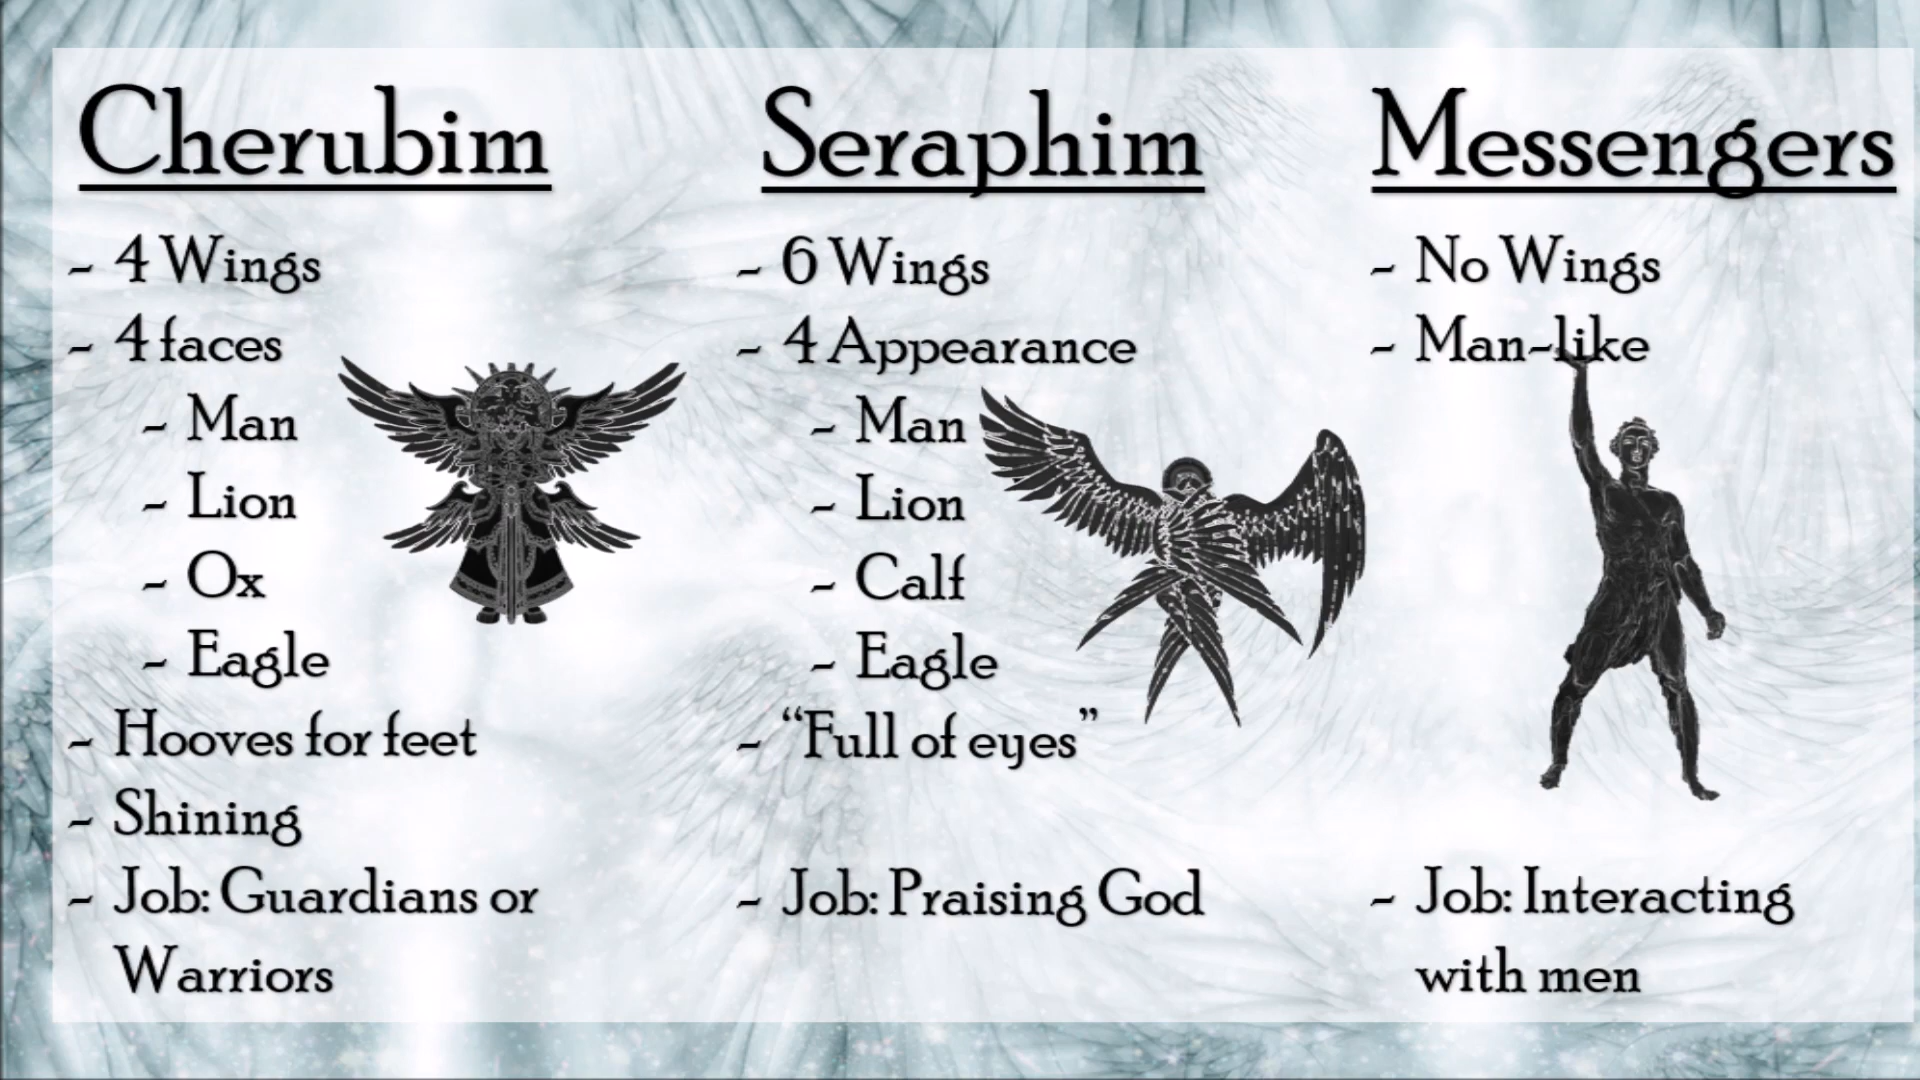 Cherubim
- 4 Wings
- 4 faces
- Man
- Lion
- Ox
- Eagle
- Hooves for feet
- Shining
- Job: Guardians or
Warriors
Seraphim
- 6 Wings
- 4 Appearance
- Man
- Lion
- Calf
- Eagle
- “Full of eyes”
- Job: Praising God
Messengers
- No Wings
- Man-like
- Job: Interacting
with men